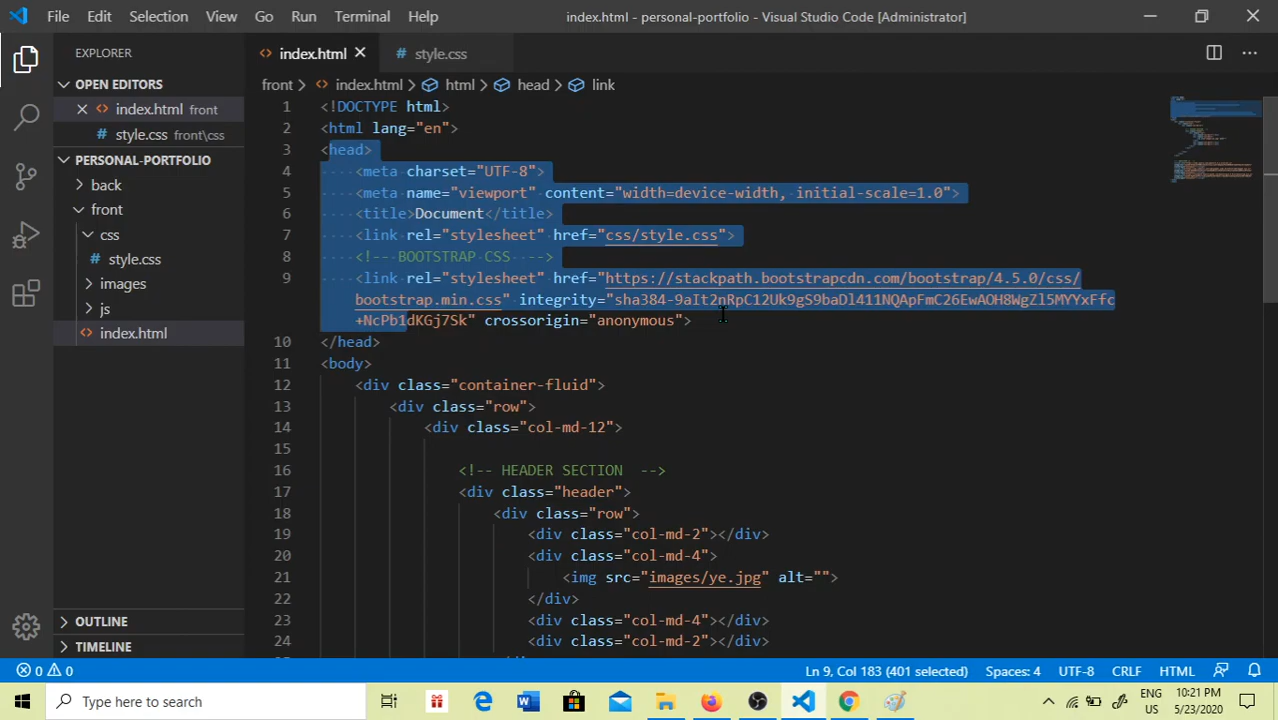 File Edit Selection View Go Run Terminal Help index.html - personal-portfolio - Visual Studio Code [Administrator]
EXPLORER
OPEN EDITORS
index.html front
style.css front\css
PERSONAL-PORTFOLIO
back
front
css
style.css
images
js
index.html
OUTLINE
TIMELINE
index.html style.css
front > index.html > html > head > link
1 <!DOCTYPE html>
2 <html lang="en">
3 <head>
4 <meta charset="UTF-8">
5 <meta name="viewport" content="width=device-width, initial-scale=1.0">
6 <title>Document</title>
7 <link rel="stylesheet" href="css/style.css">
8 <!-- BOOTSTRAP CSS -->
9 <link rel="stylesheet" href="https://stackpath.bootstrapcdn.com/bootstrap/4.5.0/css/
bootstrap.min.css" integrity="sha384-9aIt2nRpC12Uk9gS9baDl411NQApFmC26EwAOH8WgZl5MYYxFfc
+NcPb1dKGj7Sk" crossorigin="anonymous">
10 </head>
11 <body>
12 <div class="container-fluid">
13 <div class="row">
14 <div class="col-md-12">
15
16 <!-- HEADER SECTION -->
17 <div class="header">
18 <div class="row">
19 <div class="col-md-2"></div>
20 <div class="col-md-4">
21 <img src="images/ye.jpg" alt="">
22 </div>
23 <div class="col-md-4"></div>
24 <div class="col-md-2"></div>
0 0 Ln 9, Col 183 (401 selected) Spaces: 4 UTF-8 CRLF HTML
Type here to search
ENG
US
10:21 PM
5/23/2020